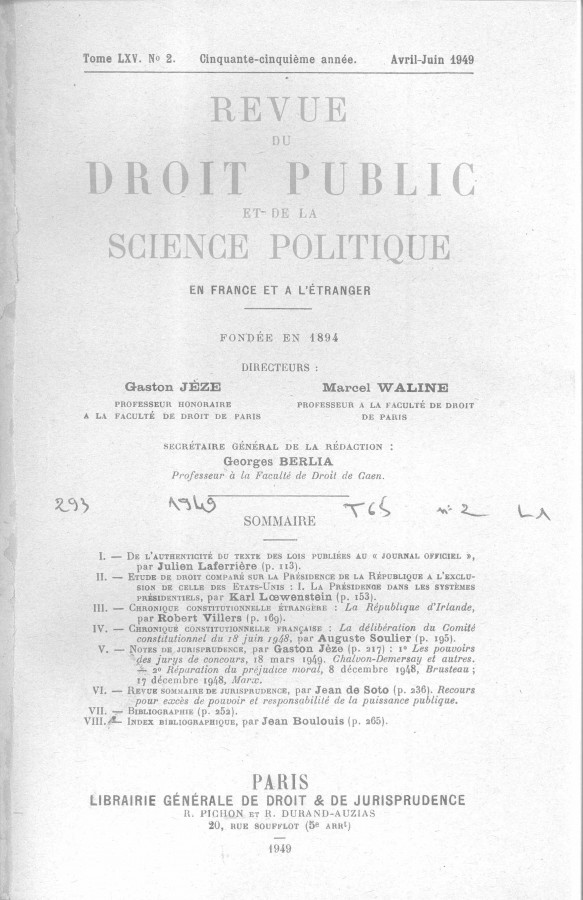 Tome LXV. Nº 2. Cinquante-cinquième année. Avril-Juin 1949
REVUE
DU
DROIT PUBLIC
ET DE LA
SCIENCE POLITIQUE
EN FRANCE ET A L'ÉTRANGER
FONDÉE EN 1894
DIRECTEURS :
Gaston JÉZE Marcel WALINE
PROFESSEUR HONORAIRE PROFESSEUR A LA FACULTÉ DE DROIT
A LA FACULTÉ DE DROIT DE PARIS DE PARIS
SECRÉTAIRE GÉNÉRAL DE LA RÉDACTION :
Georges BERLIA
Professeur à la Faculté de Droit de Caen.
293 1949 T65 n° 2 L1
SOMMAIRE
I. — DE L'AUTHENTICITÉ DU TEXTE DES LOIS PUBLIÉES AU « JOURNAL OFFICIEL »,
par Julien Laferrière (p. 113).
II. — ETUDE DE DROIT COMPARÉ SUR LA PRÉSIDENCE DE LA RÉPUBLIQUE A L'EXCLU-
SION DE CELLE DES ETATS-UNIS : I. LA PRÉSIDENCE DANS LES SYSTÈMES
PRÉSIDENTIELS, par Karl Lœwenstein (p. 153).
III. — CHRONIQUE CONSTITUTIONNELLE ÉTRANGÈRE : La République d'Irlande,
par Robert Villers (p. 169).
IV. — CHRONIQUE CONSTITUTIONNELLE FRANÇAISE : La délibération du Comité
constitutionnel du 18 juin 1948, par Auguste Soulier (p. 195).
V. — NOTES DE JURISPRUDENCE, par Gaston Jèze (p. 217) : 1º Les pouvoirs
des jurys de concours, 18 mars 1949. Chalvon-Demersay et autres.
— 2º Réparation du préjudice moral, 8 décembre 1948, Brusteau ;
17 décembre 1948, Marx.
VI. — REVUE SOMMAIRE DE JURISPRUDENCE, par Jean de Soto (p. 236). Recours
pour excès de pouvoir et responsabilité de la puissance publique.
VII. — BIBLIOGRAPHIE (p. 252).
VIII. — INDEX BIBLIOGRAPHIQUE, par Jean Boulouis (p. 265).
PARIS
LIBRAIRIE GÉNÉRALE DE DROIT & DE JURISPRUDENCE
R. PICHON ET R. DURAND-AUZIAS
20, RUE SOUFFLOT (5e ARRt)
1949